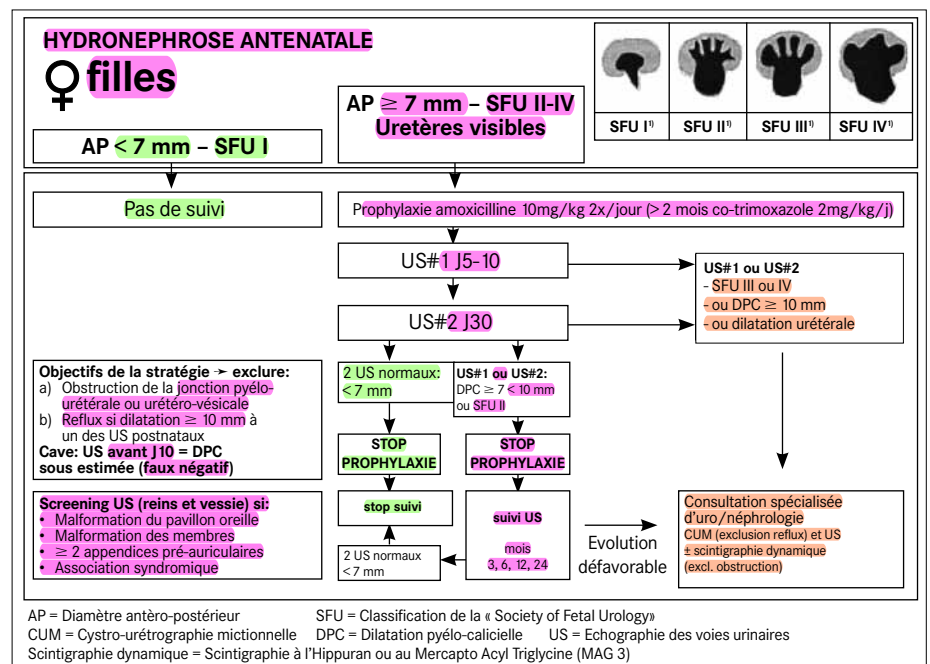 HYDRONEPHROSE ANTENATALE
♀ filles
SFU I¹⁾
SFU II¹⁾
SFU III¹⁾
SFU IV¹⁾
AP < 7 mm – SFU I
AP ≥ 7 mm – SFU II-IV
Uretères visibles
Pas de suivi
Prophylaxie amoxicilline 10mg/kg 2x/jour (> 2 mois co-trimoxazole 2mg/kg/j)
US#1 J5-10
US#2 J30
US#1 ou US#2
- SFU III ou IV
- ou DPC ≥ 10 mm
- ou dilatation urétérale
Objectifs de la stratégie → exclure:
a) Obstruction de la jonction pyélo-
urétérale ou urétéro-vésicale
b) Reflux si dilatation ≥ 10 mm à
un des US postnataux
Cave: US avant J10 = DPC
sous estimée (faux négatif)
2 US normaux:
< 7 mm
US#1 ou US#2:
DPC ≥ 7 < 10 mm
ou SFU II
STOP
PROPHYLAXIE
STOP
PROPHYLAXIE
Screening US (reins et vessie) si:
• Malformation du pavillon oreille
• Malformation des membres
• ≥ 2 appendices pré-auriculaires
• Association syndromique
stop suivi
2 US normaux
< 7 mm
suivi US
mois
3, 6, 12, 24
Evolution
défavorable
Consultation spécialisée
d'uro/néphrologie
CUM (exclusion reflux) et US
± scintigraphie dynamique
(excl. obstruction)
AP = Diamètre antèro-postérieur SFU = Classification de la « Society of Fetal Urology»
CUM = Cystro-urétrographie mictionnelle DPC = Dilatation pyélo-calicielle US = Echographie des voies urinaires
Scintigraphie dynamique = Scintigraphie à l'Hippuran ou au Mercapto Acyl Triglycine (MAG 3)